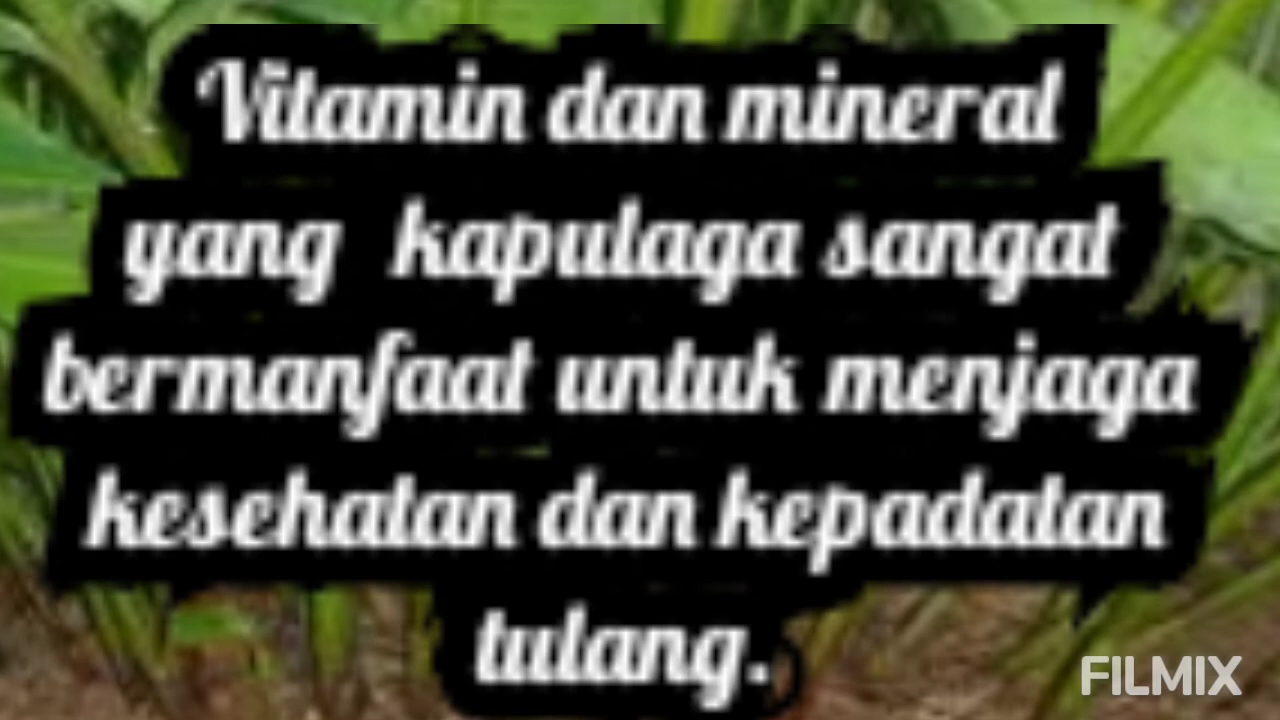 Vitamin dan mineral
yang kapulaga sangat
bermanfaat untuk menjaga
kesehatan dan kepadatan
tulang.
FILMIX